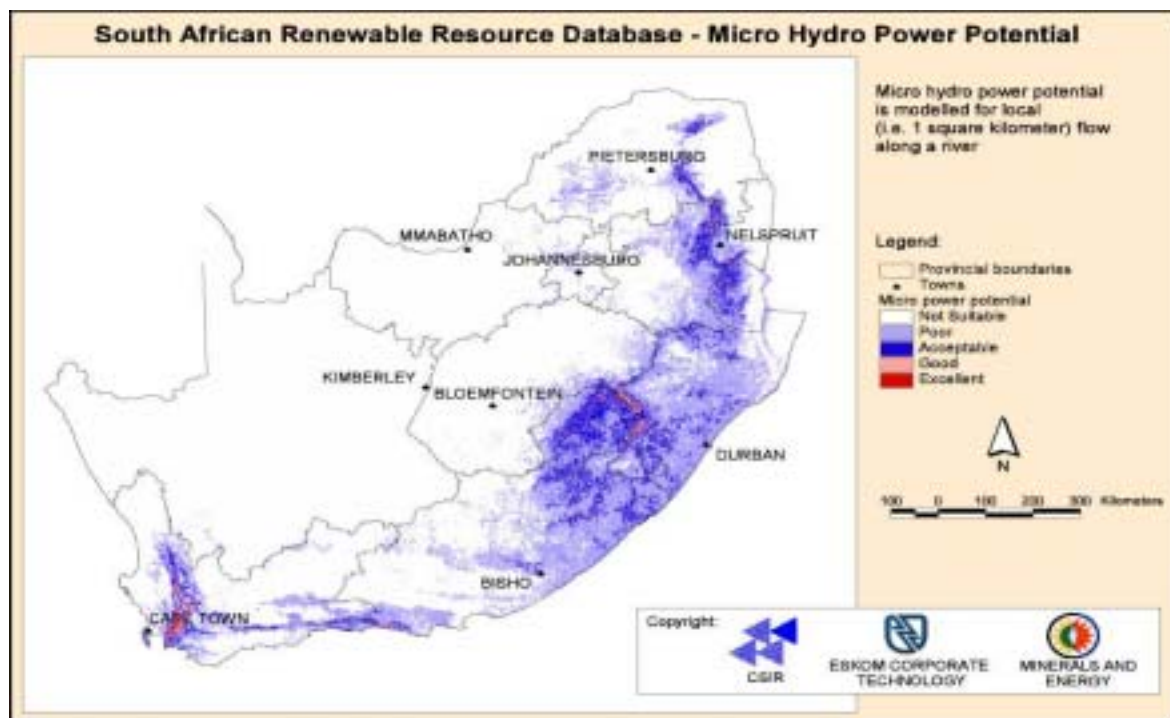 South African Renewable Resource Database - Micro Hydro Power Potential
Micro hydro power potential
is modelled for local
(i.e. 1 square kilometer) flow
along a river
PIETERSBURG
MMABATHO
NELSPRUIT
JOHANNESBURG
Legend:
Provincial boundaries
Towns
Micro power potential
Not Suitable
Poor
Acceptable
Good
Excellent
KIMBERLEY
BLOEMFONTEIN
DURBAN
N
100 0 100 200 300 Kilometers
BISHO
CAPE TOWN
Copyright:
CSIR
ESKOM CORPORATE
TECHNOLOGY
MINERALS AND
ENERGY